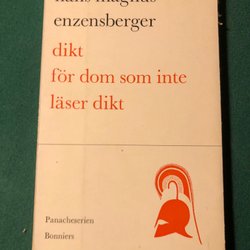 hans magnus
enzensberger
dikt
för dom som inte
läser dikt
Panacheserien
Bonniers